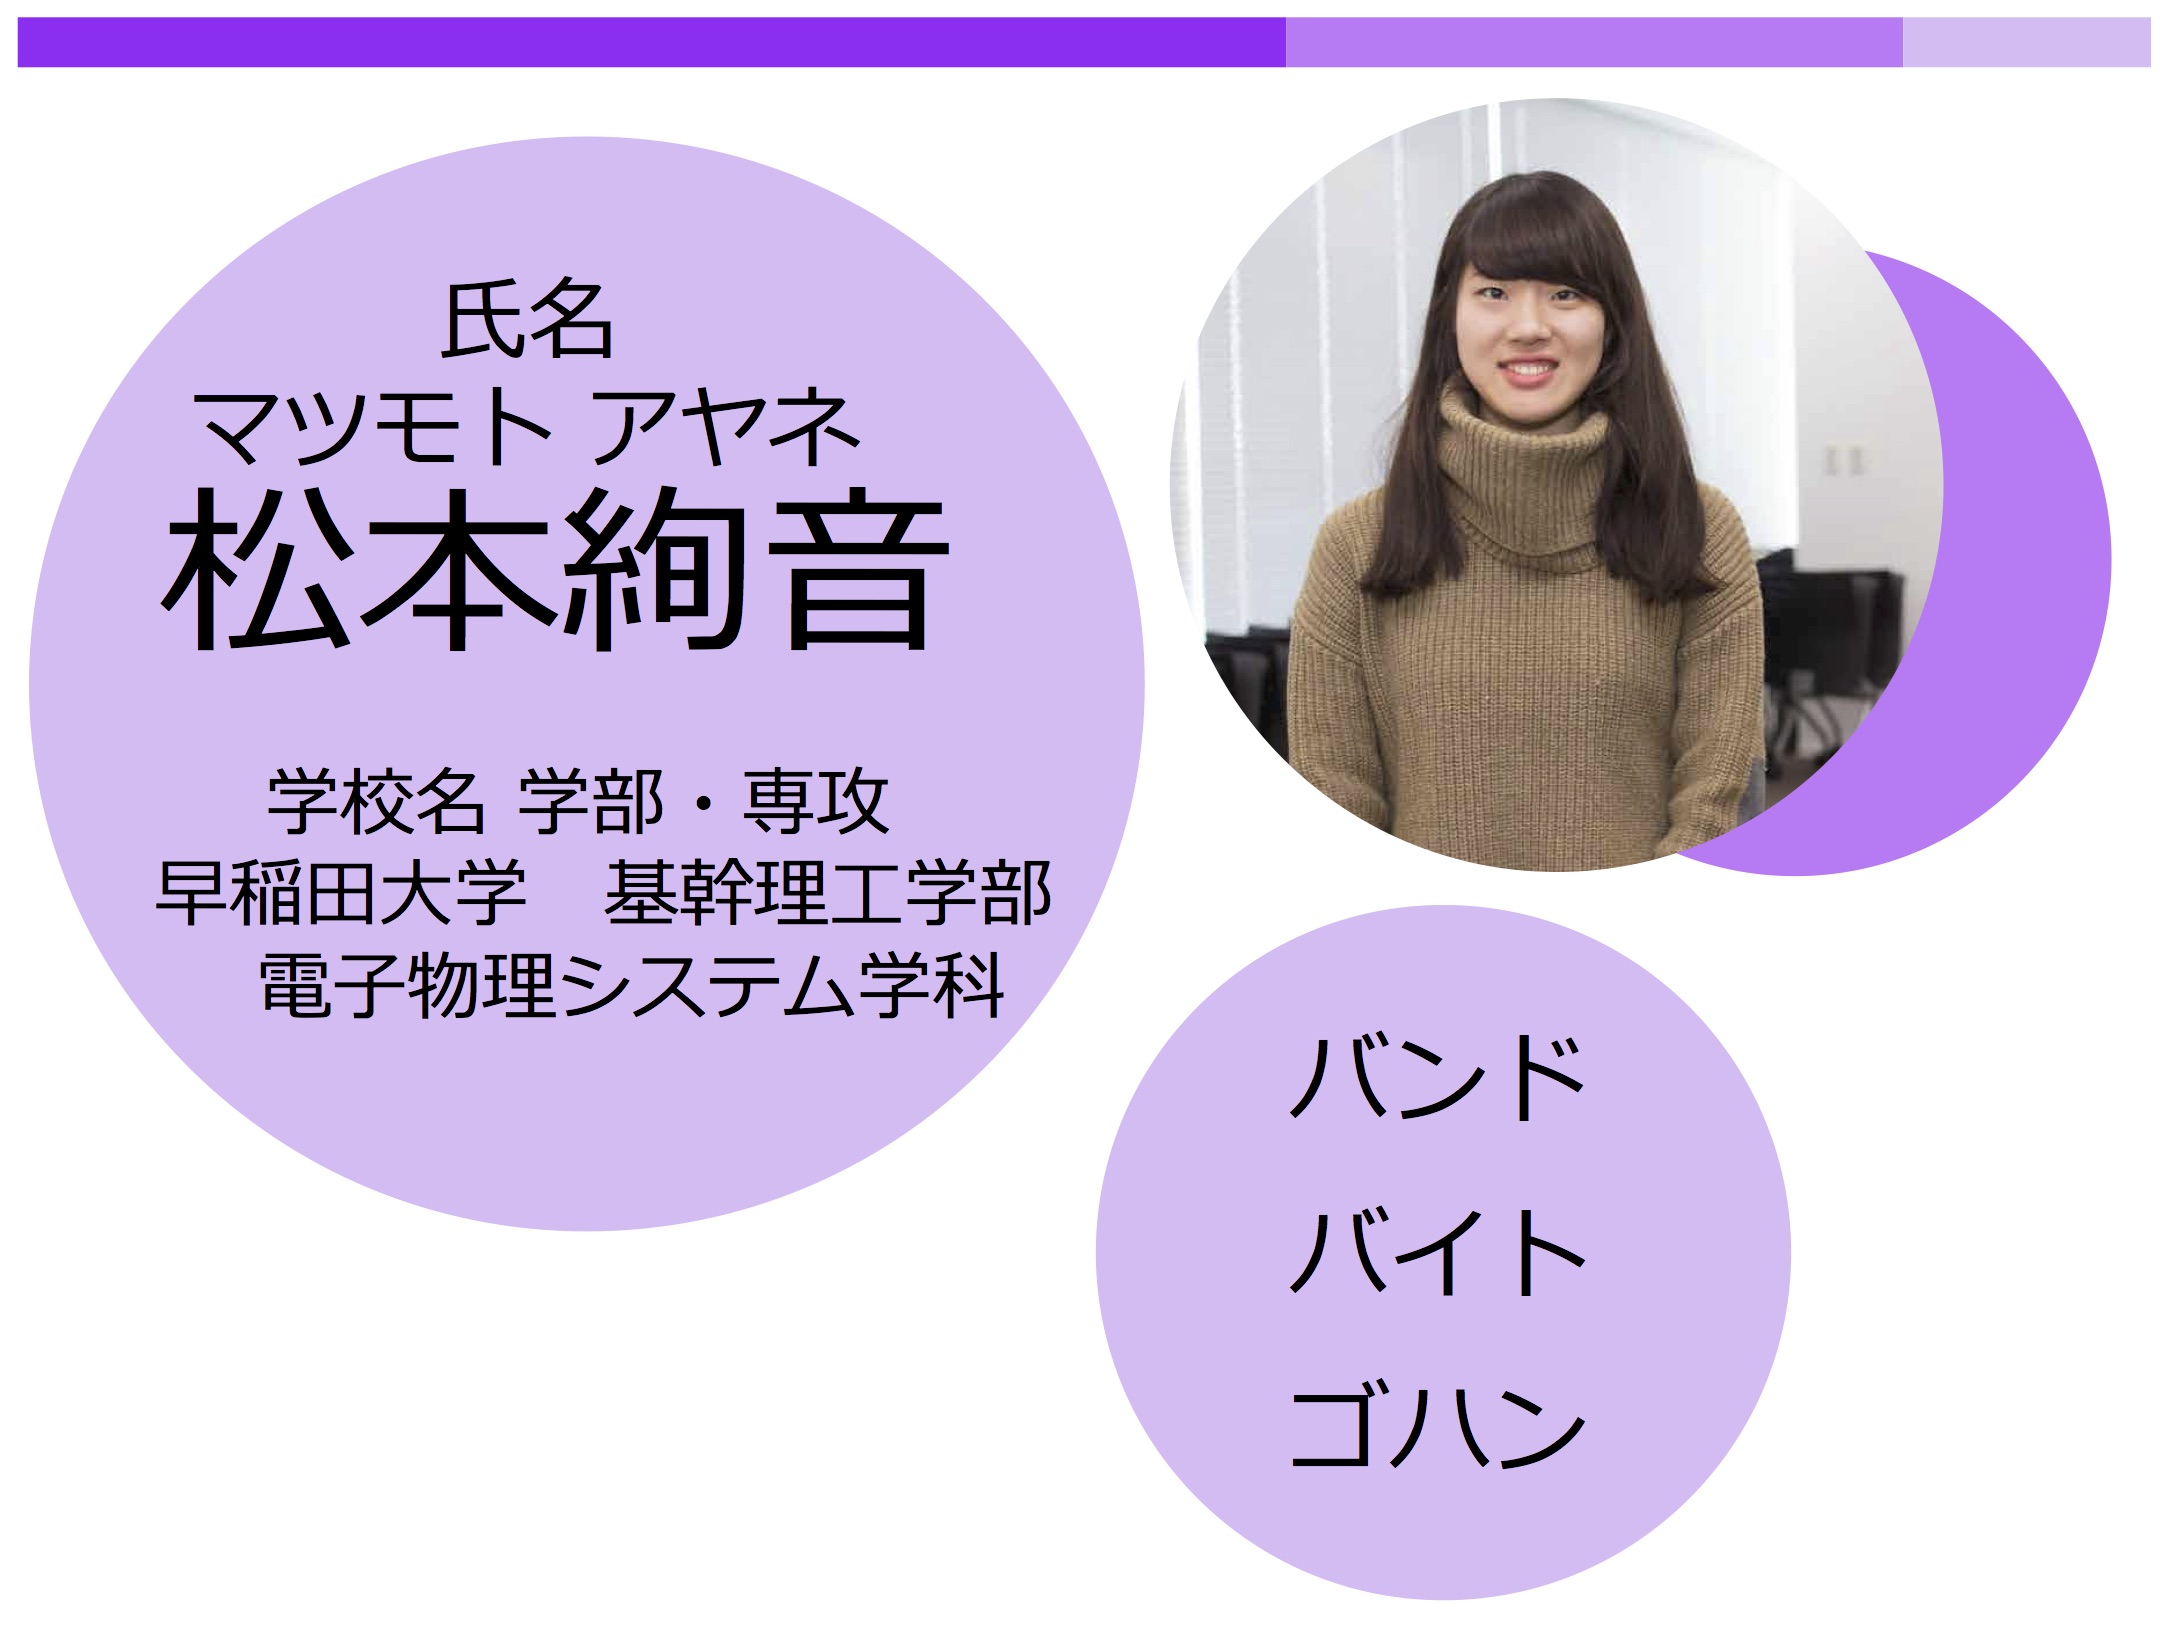 氏名
マツモト アヤネ
松本絢音
学校名 学部・専攻
早稲田大学　基幹理工学部
電子物理システム学科
バンド
バイト
ゴハン